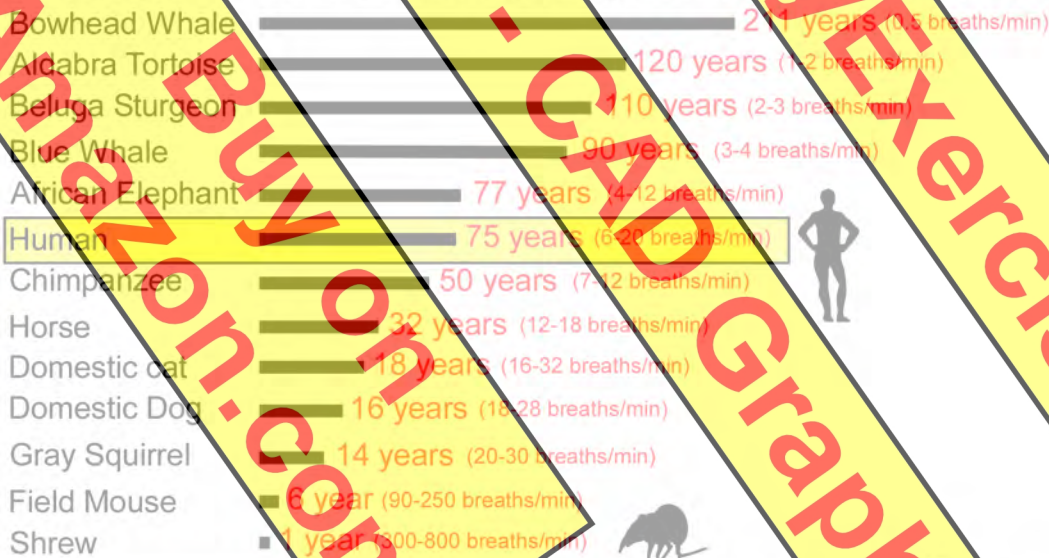 Bowhead Whale 211 years (0.5 breaths/min)
Aldabra Tortoise 120 years (1-2 breaths/min)
Beluga Sturgeon 110 years (2-3 breaths/min)
Blue Whale 90 years (3-4 breaths/min)
African Elephant 77 years (4-12 breaths/min)
Human 75 years (6-20 breaths/min)
Chimpanzee 50 years (7-12 breaths/min)
Horse 32 years (12-18 breaths/min)
Domestic cat 18 years (16-32 breaths/min)
Domestic Dog 16 years (18-28 breaths/min)
Gray Squirrel 14 years (20-30 breaths/min)
Field Mouse 6 year (90-250 breaths/min)
Shrew 1 year (300-800 breaths/min)
Buy on
Amazon.com
- CAD Graph
/Exerci